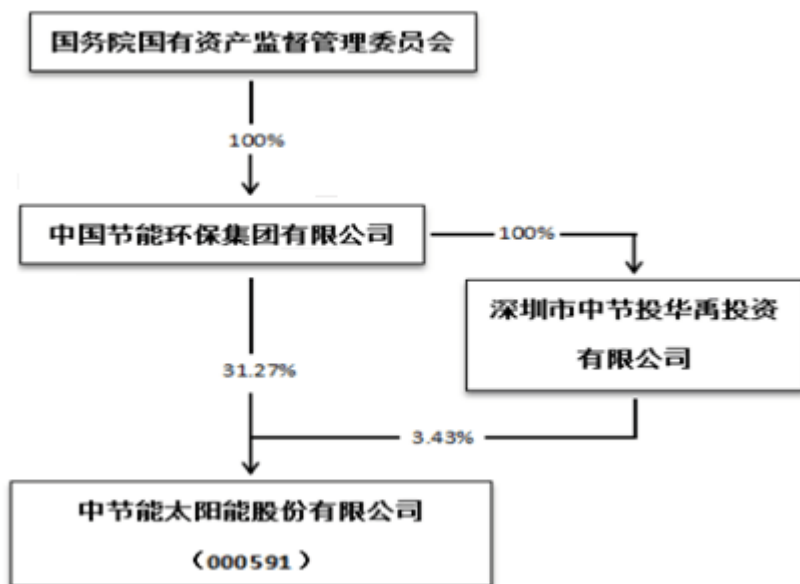 国务院国有资产监督管理委员会
100%
中国节能环保集团有限公司
100%
深圳市中节投华禹投资
有限公司
31.27%
3.43%
中节能太阳能股份有限公司
（000591）